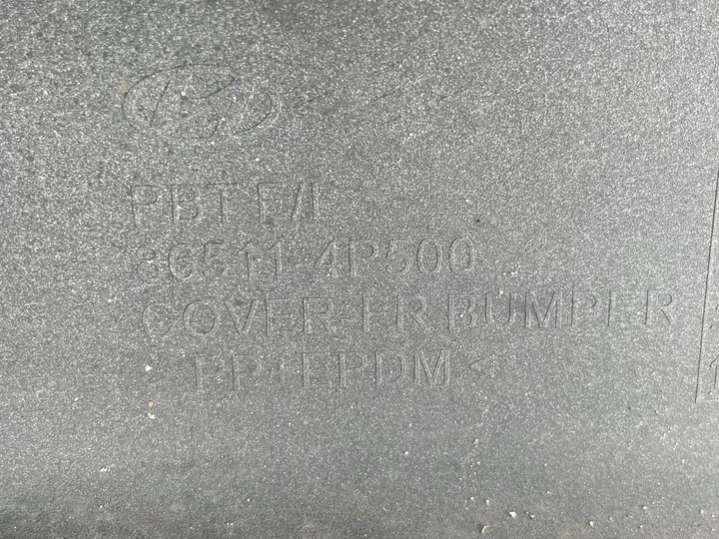 PBT F/L
86511-4P500
COVER-FR BUMPER
>PP+EPDM<